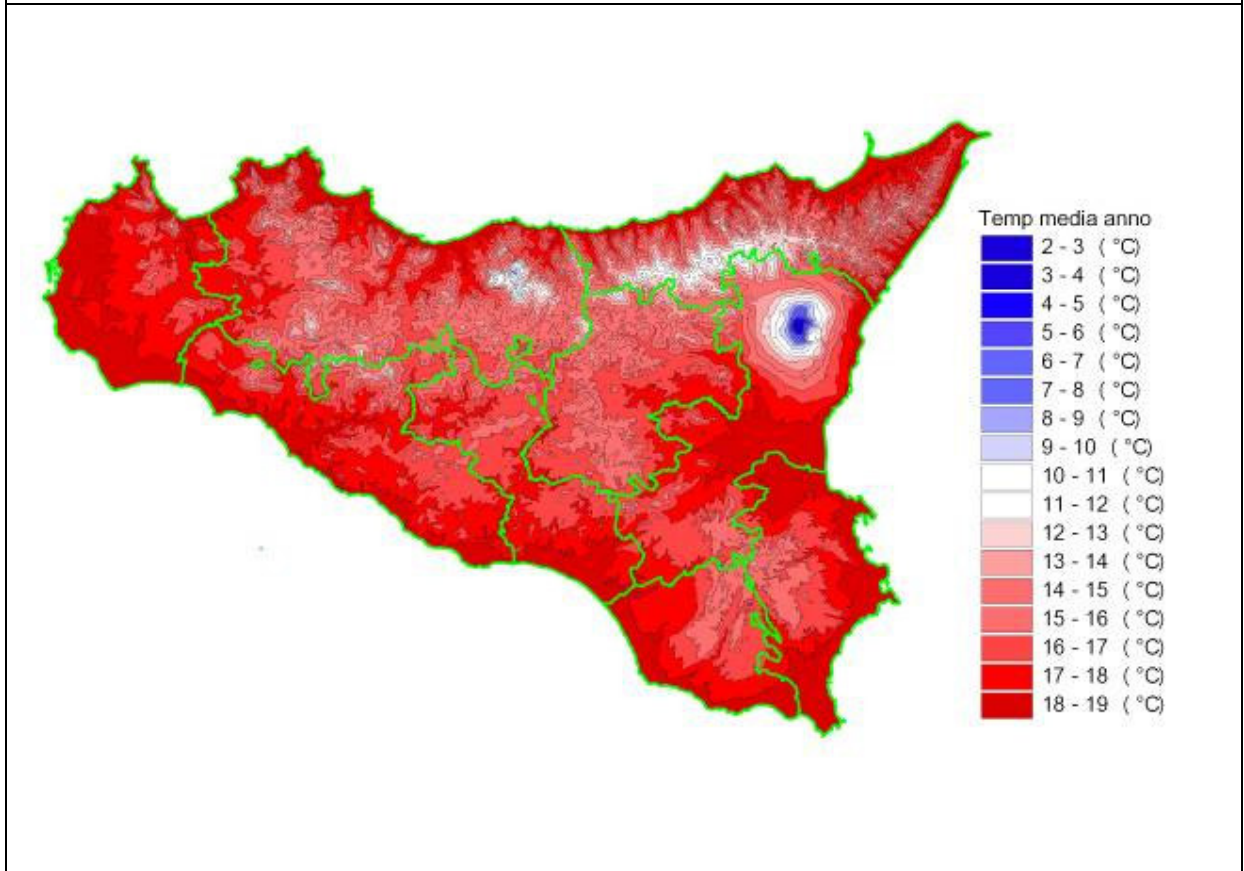 Temp media anno
2 - 3 ( °C)
3 - 4 ( °C)
4 - 5 ( °C)
5 - 6 ( °C)
6 - 7 ( °C)
7 - 8 ( °C)
8 - 9 ( °C)
9 - 10 ( °C)
10 - 11 ( °C)
11 - 12 ( °C)
12 - 13 ( °C)
13 - 14 ( °C)
14 - 15 ( °C)
15 - 16 ( °C)
16 - 17 ( °C)
17 - 18 ( °C)
18 - 19 ( °C)